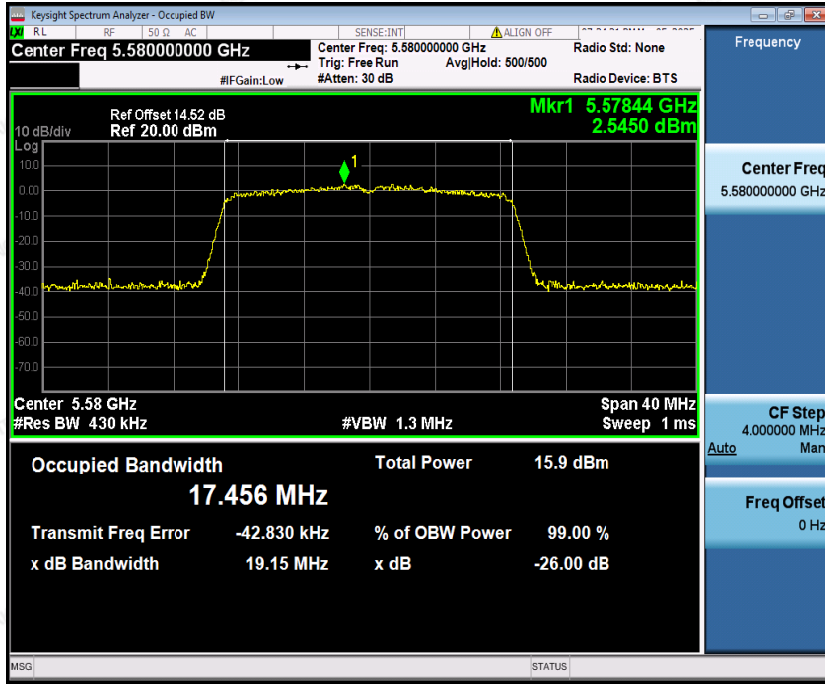 Keysight Spectrum Analyzer - Occupied BW
LXI RL RF 50 Ω AC SENSE:INT ALIGN OFF
Center Freq 5.580000000 GHz
Center Freq: 5.580000000 GHz
Radio Std: None
Trig: Free Run Avg|Hold: 500/500
#IFGain:Low
#Atten: 30 dB
Radio Device: BTS
Ref Offset 14.52 dB
Mkr1 5.57844 GHz
10 dB/div Ref 20.00 dBm
2.5450 dBm
Log
10.0
1
0.00
-10.0
-20.0
-30.0
-40.0
-50.0
-60.0
-70.0
Center 5.58 GHz Span 40 MHz
#Res BW 430 kHz #VBW 1.3 MHz Sweep 1 ms
Occupied Bandwidth Total Power 15.9 dBm
17.456 MHz
Transmit Freq Error -42.830 kHz % of OBW Power 99.00 %
x dB Bandwidth 19.15 MHz x dB -26.00 dB
MSG STATUS
Frequency
Center Freq
5.580000000 GHz
CF Step
4.000000 MHz
Auto Man
Freq Offset
0 Hz